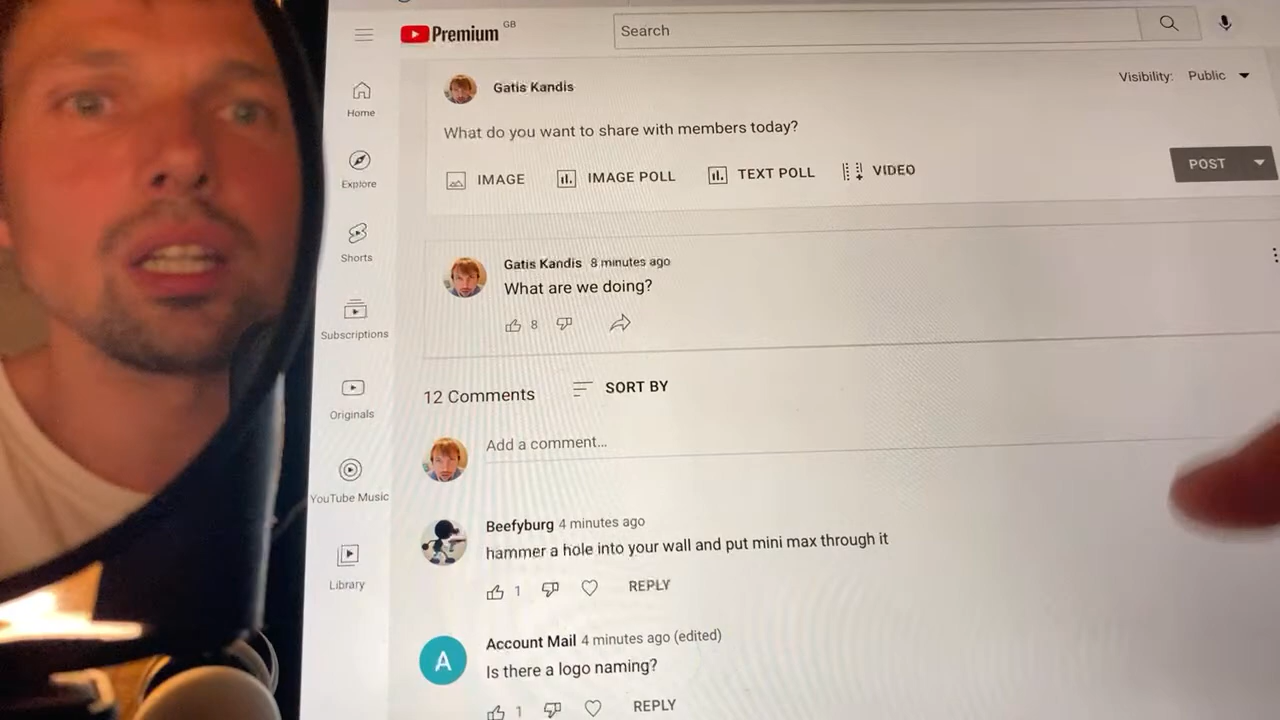 Premium GB
Search
Home
Explore
Shorts
Subscriptions
Originals
YouTube Music
Library
Gatis Kandis
Visibility: Public
What do you want to share with members today?
IMAGE
IMAGE POLL
TEXT POLL
VIDEO
POST
Gatis Kandis 8 minutes ago
What are we doing?
8
12 Comments
SORT BY
Add a comment...
Beefyburg 4 minutes ago
hammer a hole into your wall and put mini max through it
1
REPLY
A
Account Mail 4 minutes ago (edited)
Is there a logo naming?
1
REPLY